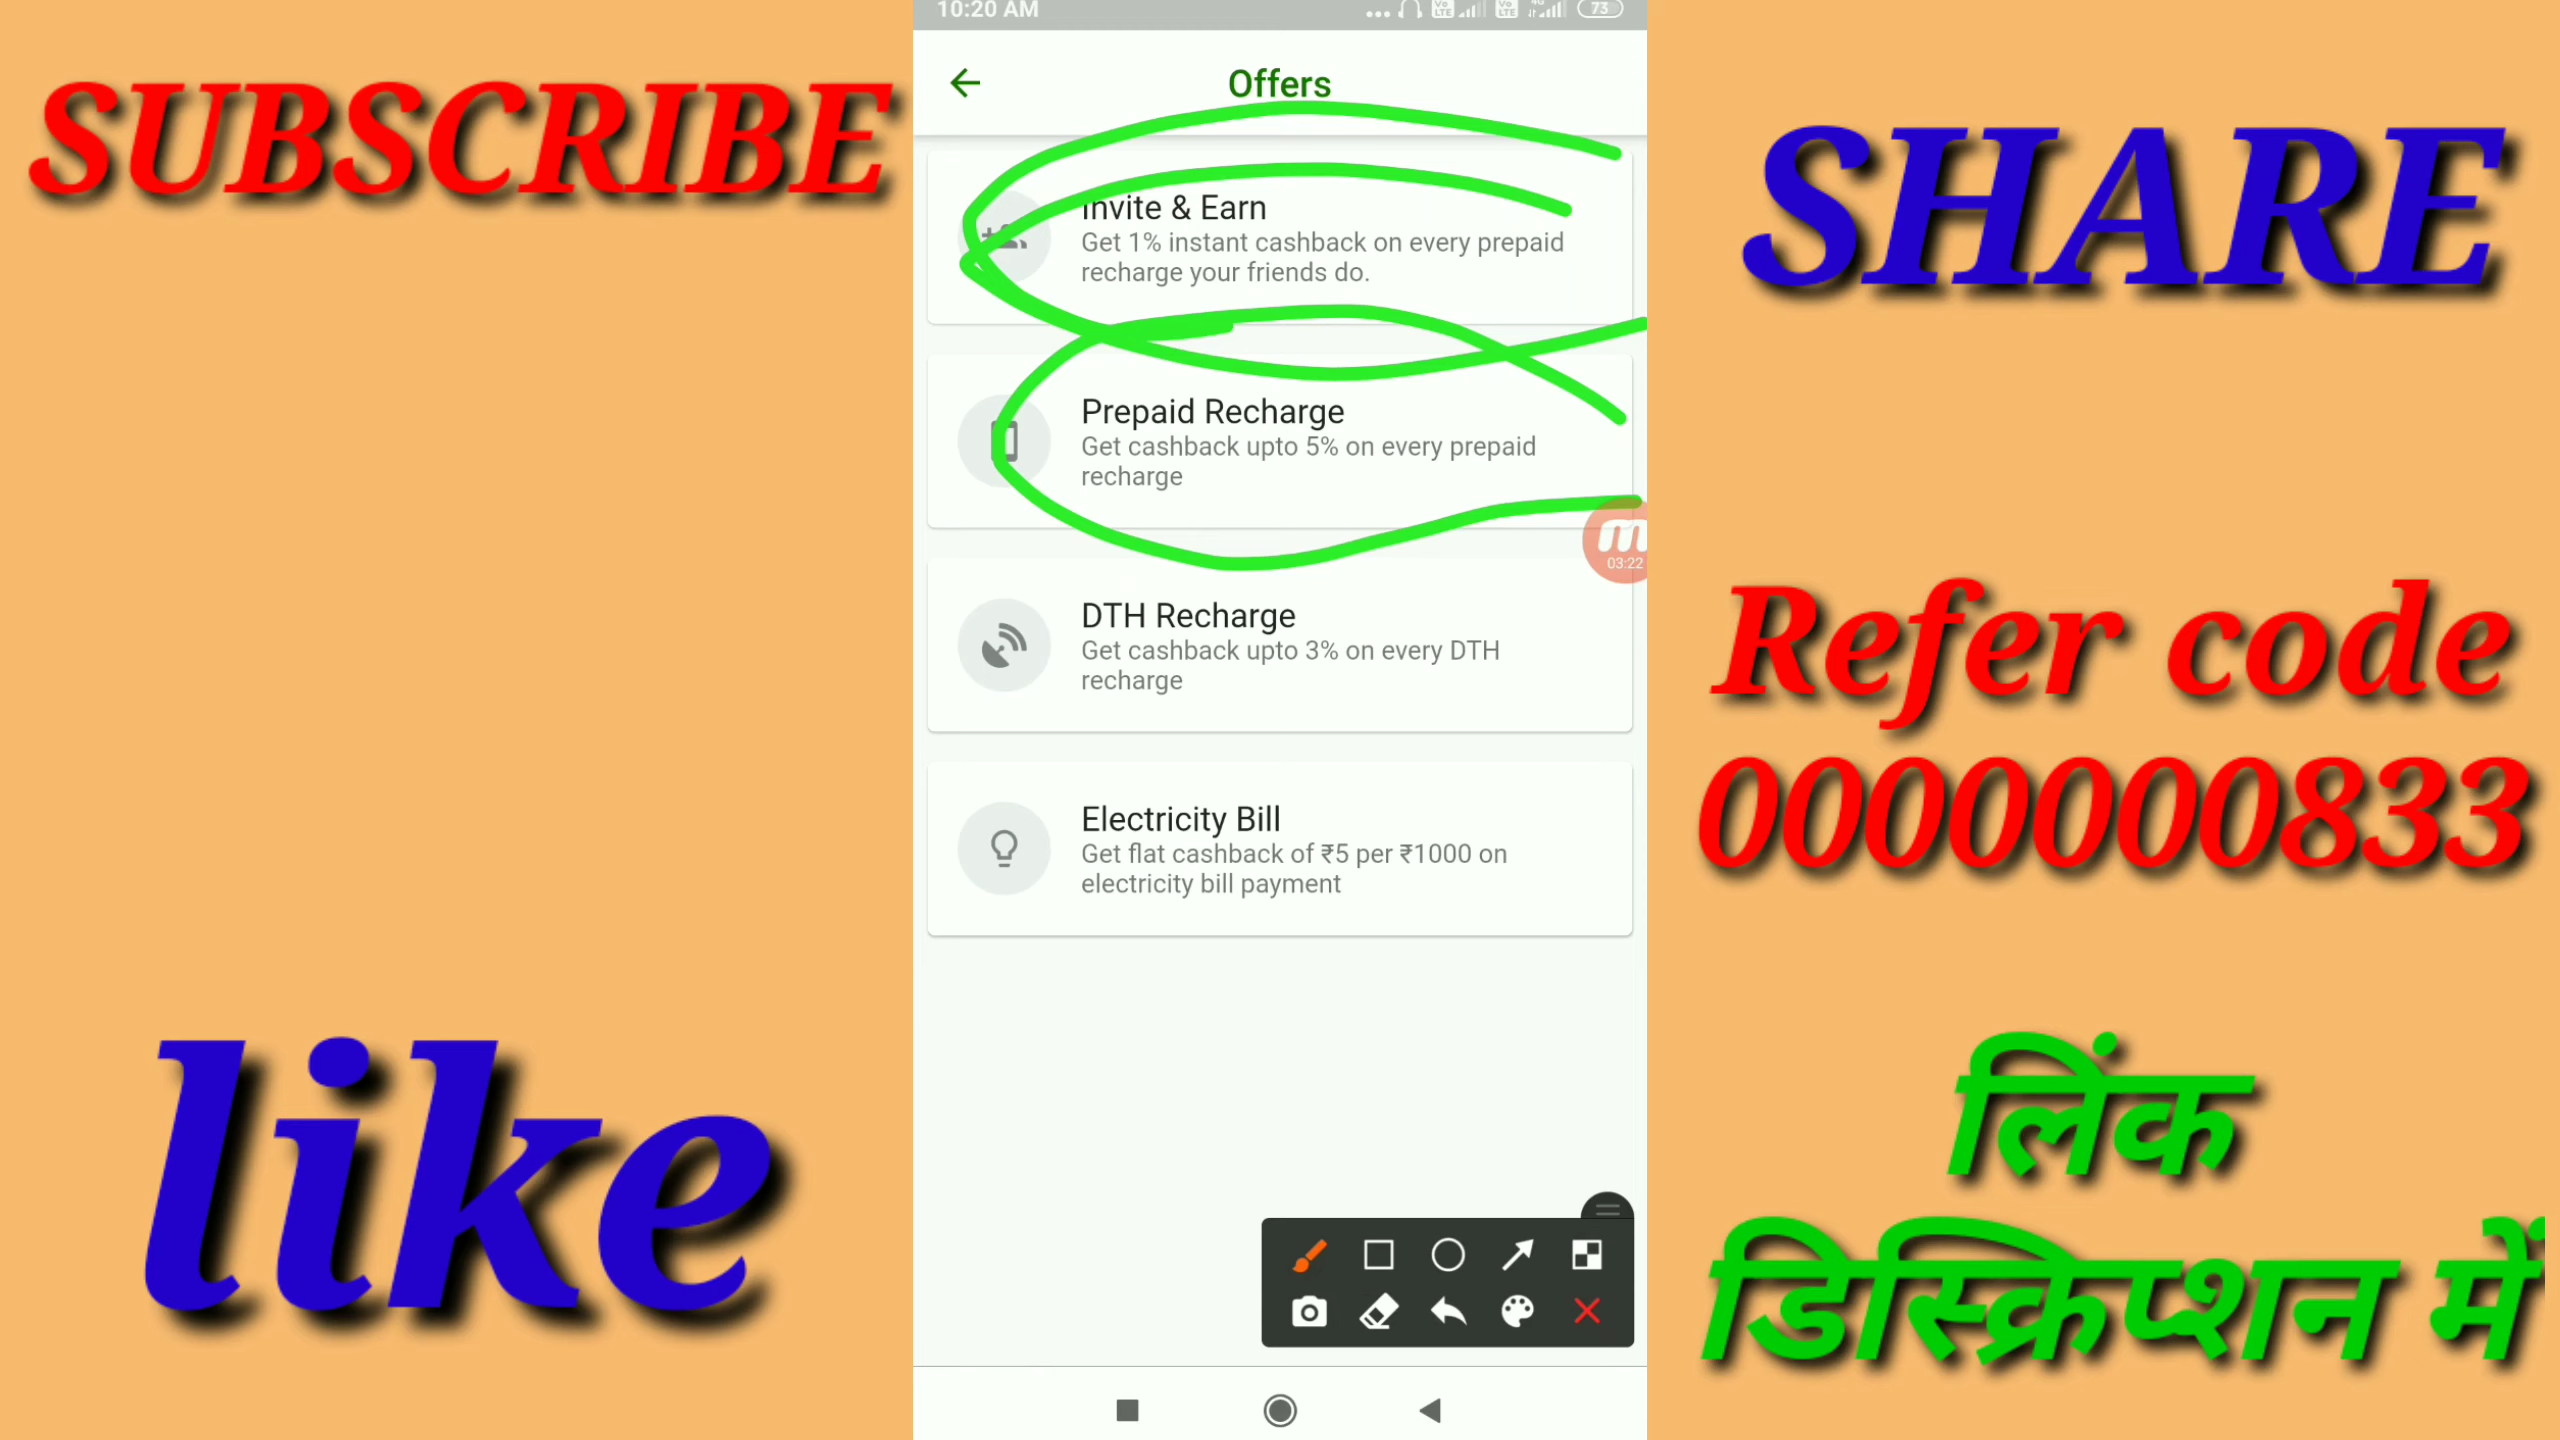 SUBSCRIBE
like
10:20 AM
73
Offers
Invite & Earn
Get 1% instant cashback on every prepaid
recharge your friends do.
Prepaid Recharge
Get cashback upto 5% on every prepaid
recharge
03:22
DTH Recharge
Get cashback upto 3% on every DTH
recharge
Electricity Bill
Get flat cashback of ₹5 per ₹1000 on
electricity bill payment
SHARE
Refer code
0000000833
लिंक
डिस्क्रिप्शन में